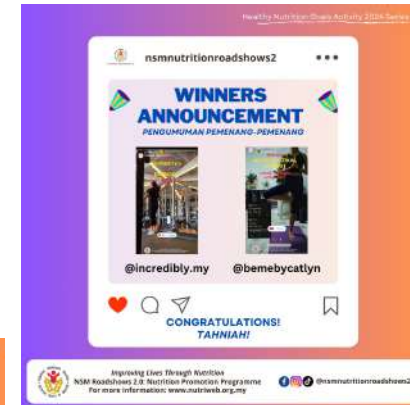 Healthy Nutrition Goals Activity 2024 Series
nsmnutritionroadshows2
WINNERS
ANNOUNCEMENT
PENGUMUMAN PEMENANG-PEMENANG
@incredibly.my
@bemebycatlyn
CONGRATULATIONS!
TAHNIAH!
Improving Lives Through Nutrition
NSM Roadshows 2.0: Nutrition Promotion Programme
For more information: www.nutriweb.org.my
@nsmnutritionroadshows2